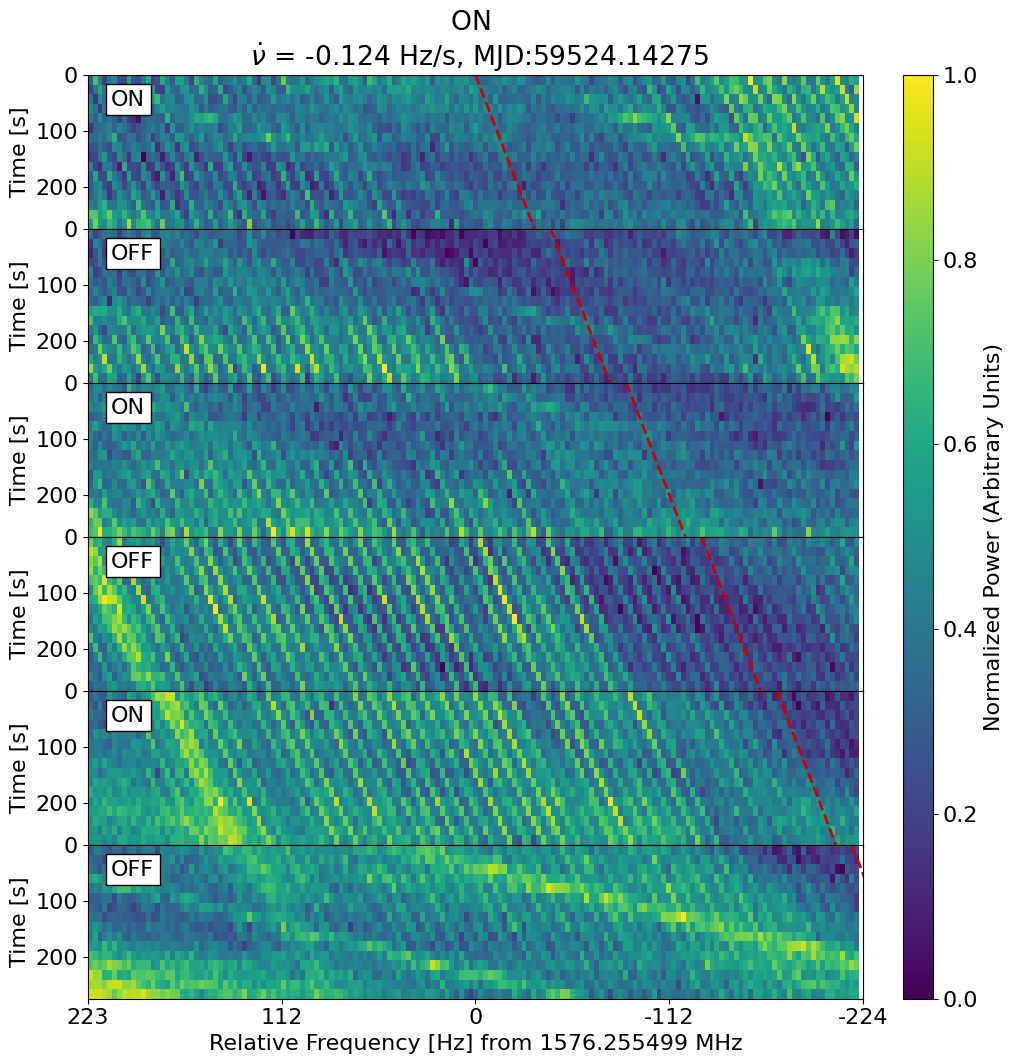 ON
ν̇ = -0.124 Hz/s, MJD:59524.14275
0
ON
100
200
Time [s]
0
OFF
100
200
Time [s]
0
ON
100
200
Time [s]
0
OFF
100
200
Time [s]
0
ON
100
200
Time [s]
0
OFF
100
200
Time [s]
223 112 0 -112 -224
Relative Frequency [Hz] from 1576.255499 MHz
1.0
0.8
0.6
0.4
0.2
0.0
Normalized Power (Arbitrary Units)